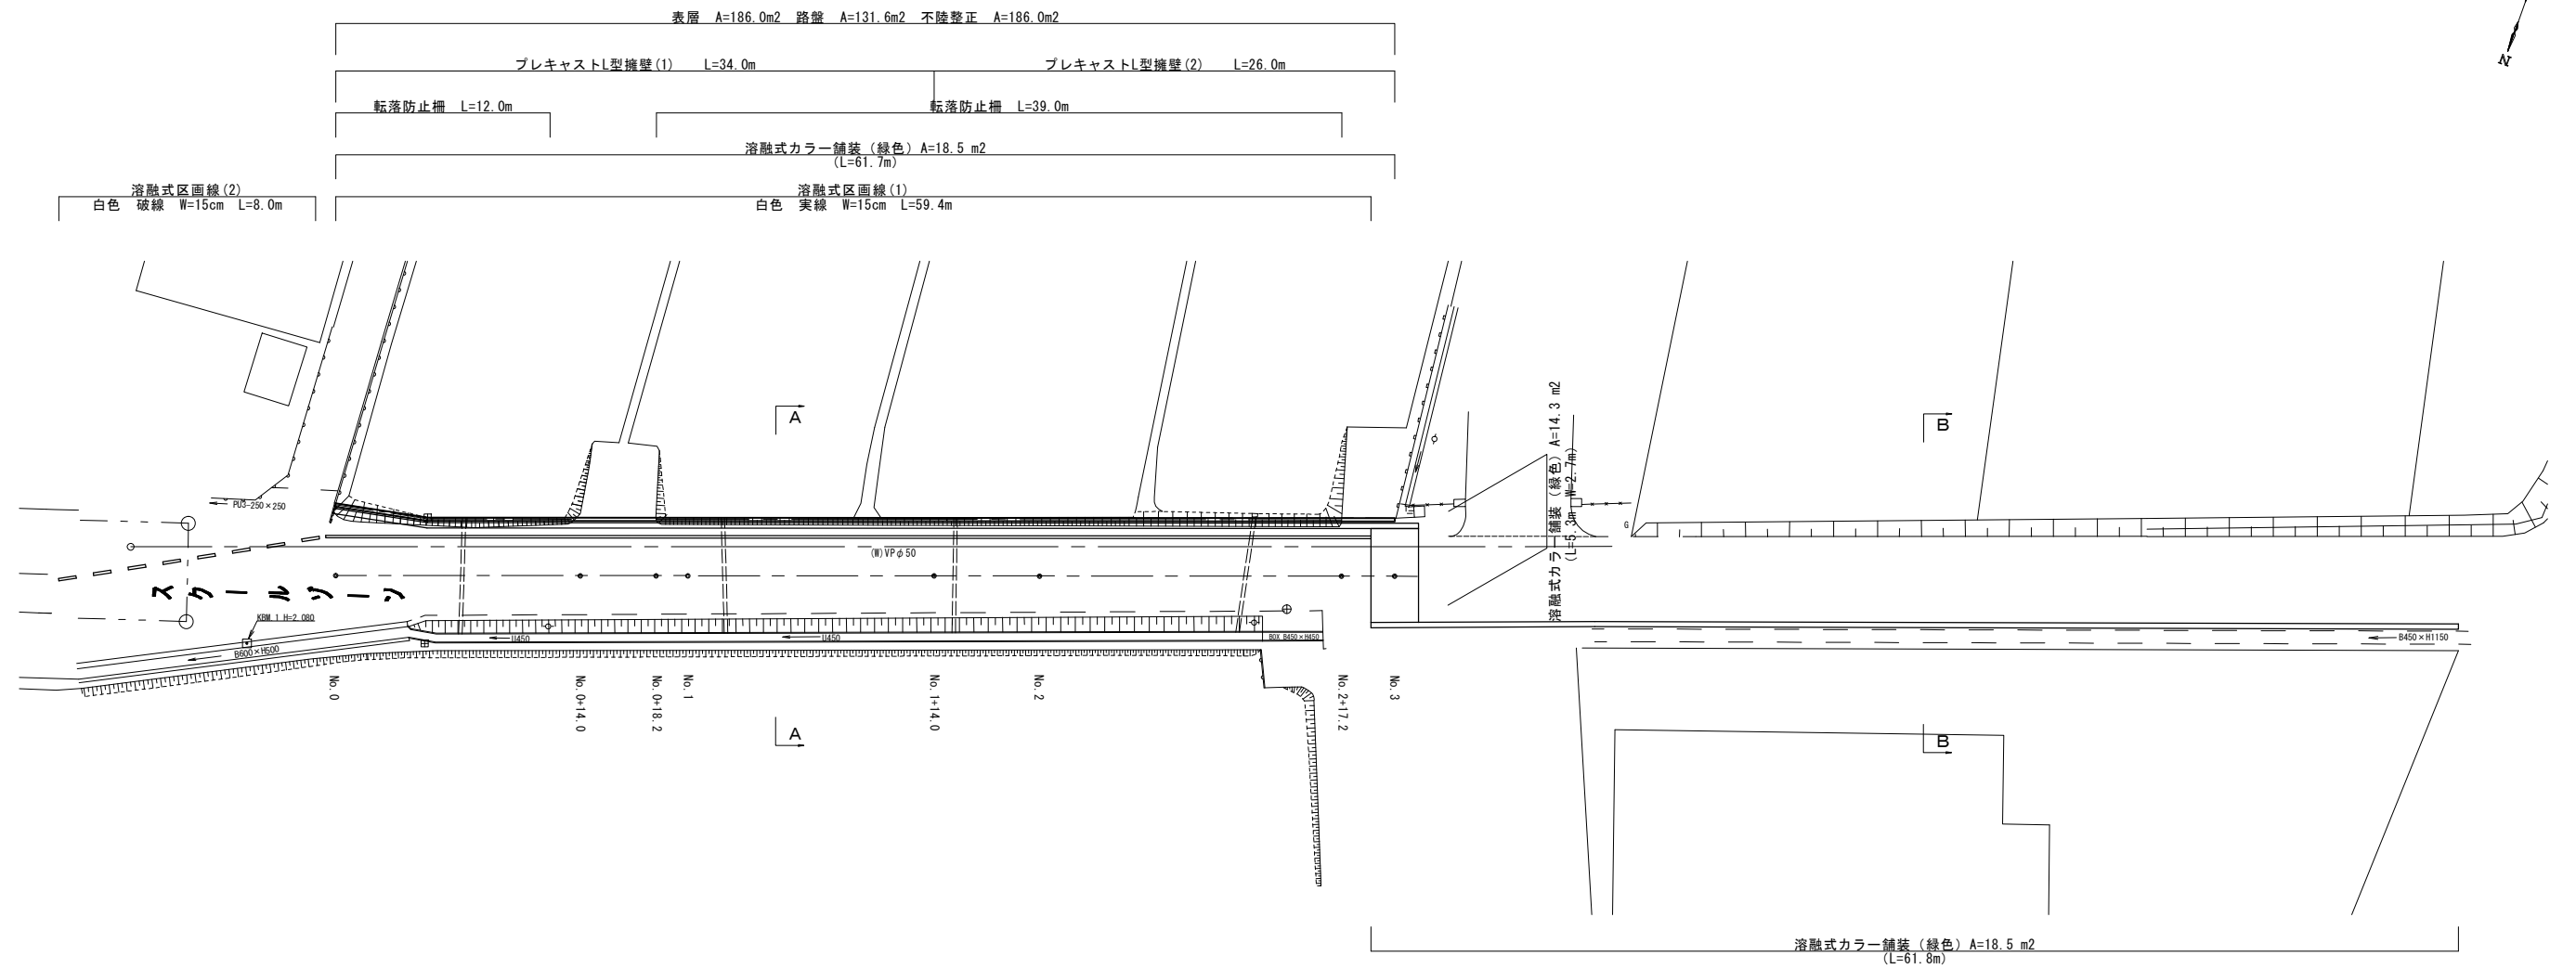 表層　A=186.0m2　路盤　A=131.6m2　不陸整正　A=186.0m2
N
プレキャストL型擁壁(1)　　L=34.0m
プレキャストL型擁壁(2)　　L=26.0m
転落防止柵　L=12.0m
転落防止柵　L=39.0m
溶融式カラー舗装（緑色）A=18.5 m2
(L=61.7m)
溶融式区画線(2)
白色　破線　W=15cm　L=8.0m
溶融式区画線(1)
白色　実線　W=15cm　L=59.4m
A
B
溶融式カラー舗装（緑色）A=14.3 m2
(L=5.3m W=2.7m)
PU3-250×250
G
(W)VPφ50
スクールゾーン
KBM.1 H=2.080
B600×H500
U450
U450
BOX B450×H450
B450×H1150
No.0
No.0+14.0
No.0+18.2
No.1
No.1+14.0
No.2
No.2+17.2
No.3
A
B
溶融式カラー舗装（緑色）A=18.5 m2
(L=61.8m)